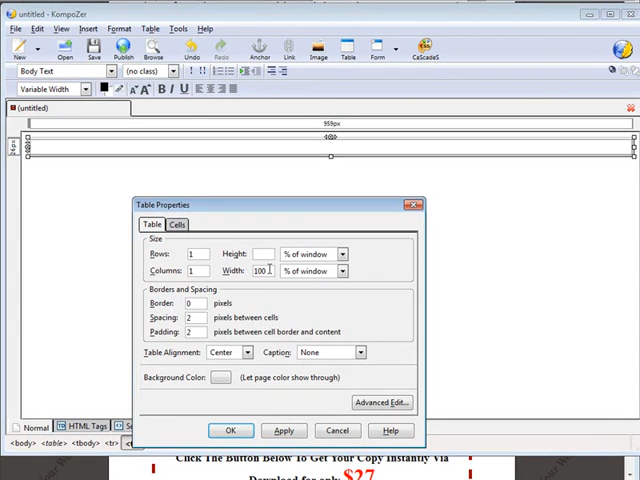 untitled - KompoZer
File Edit View Insert Format Table Tools Help
New Open Save Publish Browse Anchor Link Image Table Form CaScadeS
Body Text (no class)
Variable Width A A B I U
(untitled)
959px
26px
Table Properties
Table Cells
Size
Rows: 1 Height: % of window
Columns: 1 Width: 100 % of window
Borders and Spacing
Border: 0 pixels
Spacing: 2 pixels between cells
Padding: 2 pixels between cell border and content
Table Alignment: Center Caption: None
Background Color: (Let page color show through)
Advanced Edit...
OK Apply Cancel Help
Normal HTML Tags
<body> <table> <tbody> <tr>
Click The Button Below To Get Your Copy Instantly Via
Download for only $27